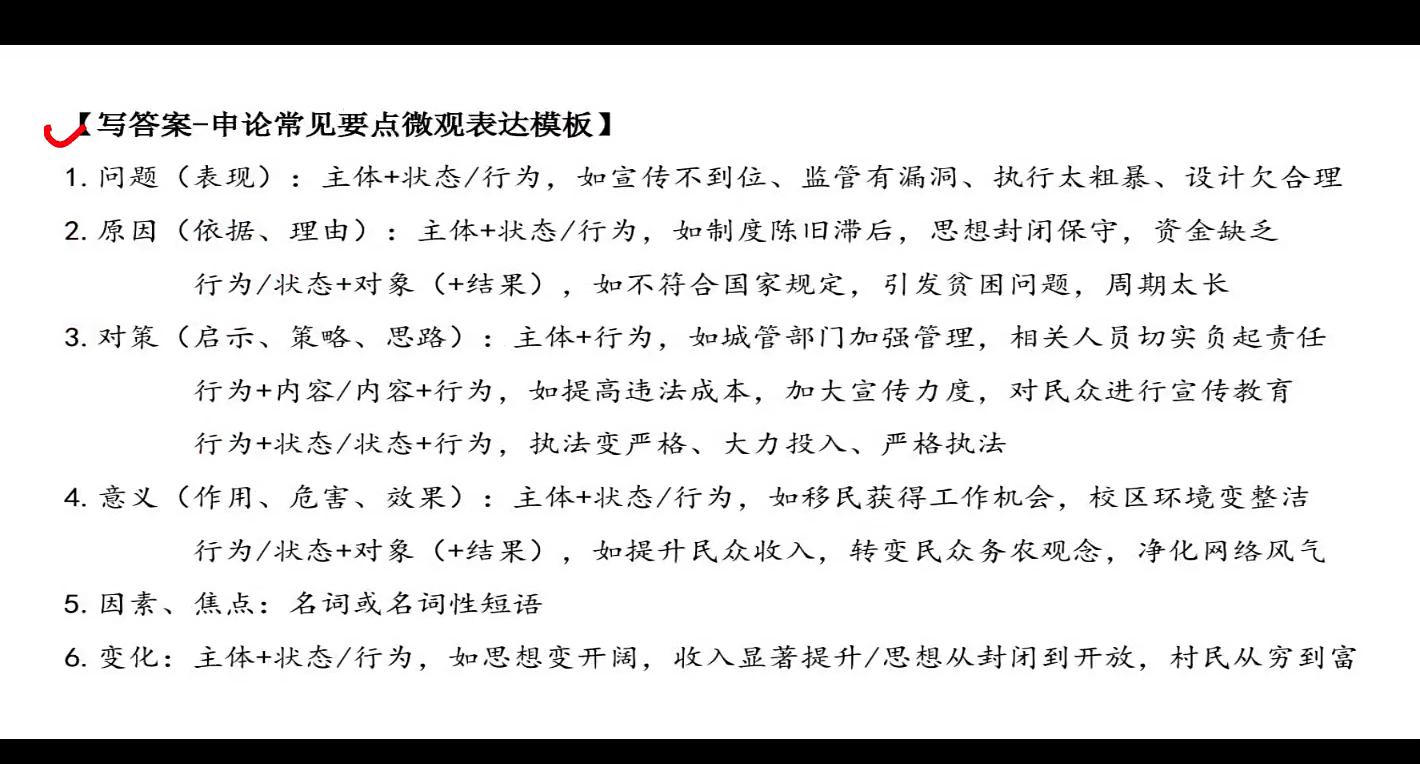 【写答案-申论常见要点微观表达模板】
1. 问题（表现）：主体+状态/行为，如宣传不到位、监管有漏洞、执行太粗暴、设计欠合理
2. 原因（依据、理由）：主体+状态/行为，如制度陈旧滞后，思想封闭保守，资金缺乏
行为/状态+对象（+结果），如不符合国家规定，引发贫困问题，周期太长
3. 对策（启示、策略、思路）：主体+行为，如城管部门加强管理，相关人员切实负起责任
行为+内容/内容+行为，如提高违法成本，加大宣传力度，对民众进行宣传教育
行为+状态/状态+行为，执法变严格、大力投入、严格执法
4. 意义（作用、危害、效果）：主体+状态/行为，如移民获得工作机会，校区环境变整洁
行为/状态+对象（+结果），如提升民众收入，转变民众务农观念，净化网络风气
5. 因素、焦点：名词或名词性短语
6. 变化：主体+状态/行为，如思想变开阔，收入显著提升/思想从封闭到开放，村民从穷到富